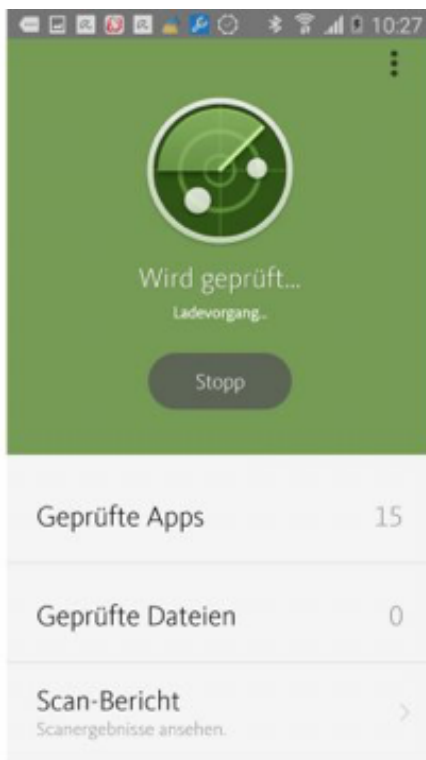 10:27
Wird geprüft...
Ladevorgang...
Stopp
Geprüfte Apps 15
Geprüfte Dateien 0
Scan-Bericht
Scanergebnisse ansehen.